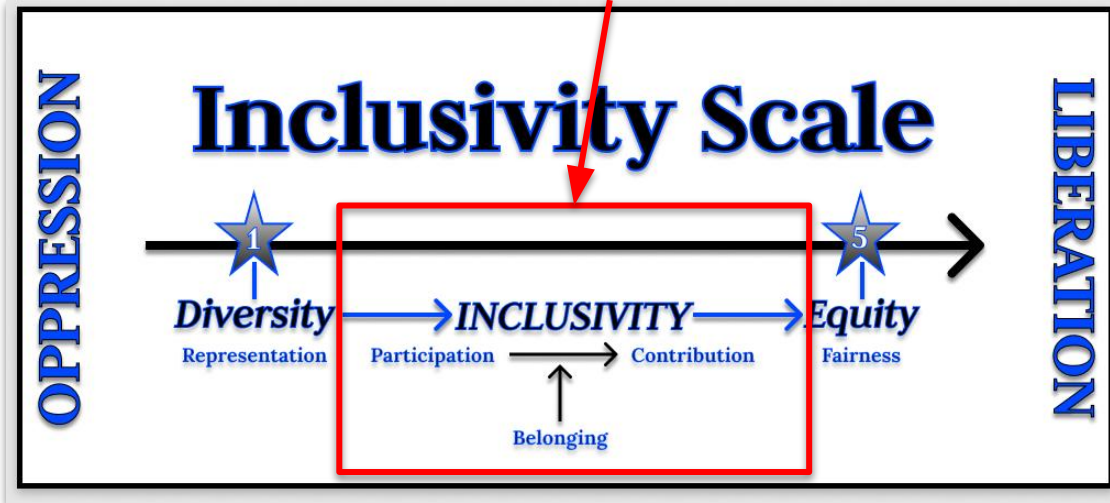 Inclusivity Scale
OPPRESSION
LIBERATION
1
5
Diversity
INCLUSIVITY
Equity
Representation
Participation
Contribution
Fairness
Belonging